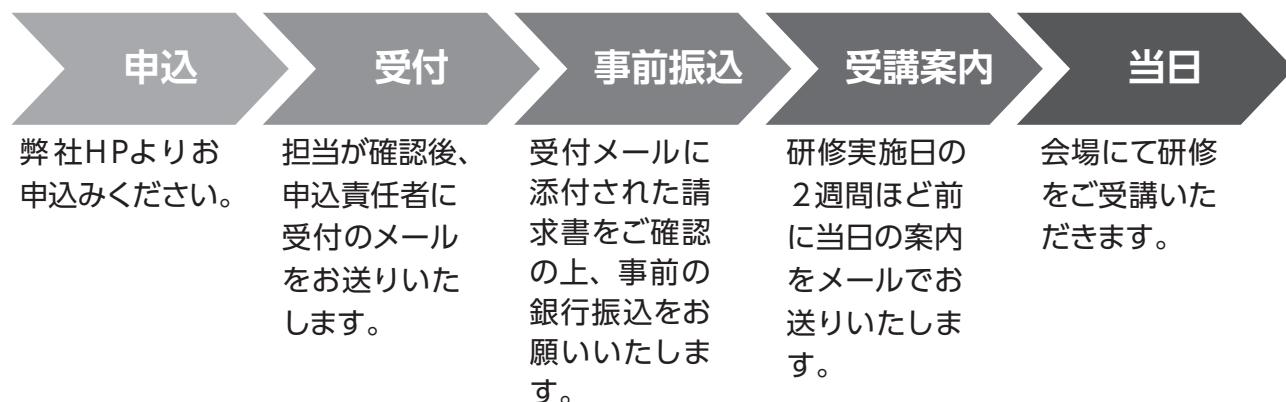 申込
弊社HPよりお
申込みください。
受付
担当が確認後、
申込責任者に
受付のメール
をお送りいた
します。
事前振込
受付メールに
添付された請
求書をご確認
の上、事前の
銀行振込をお
願いいたしま
す。
受講案内
研修実施日の
２週間ほど前
に当日の案内
をメールでお
送りいたしま
す。
当日
会場にて研修
をご受講いた
だきます。